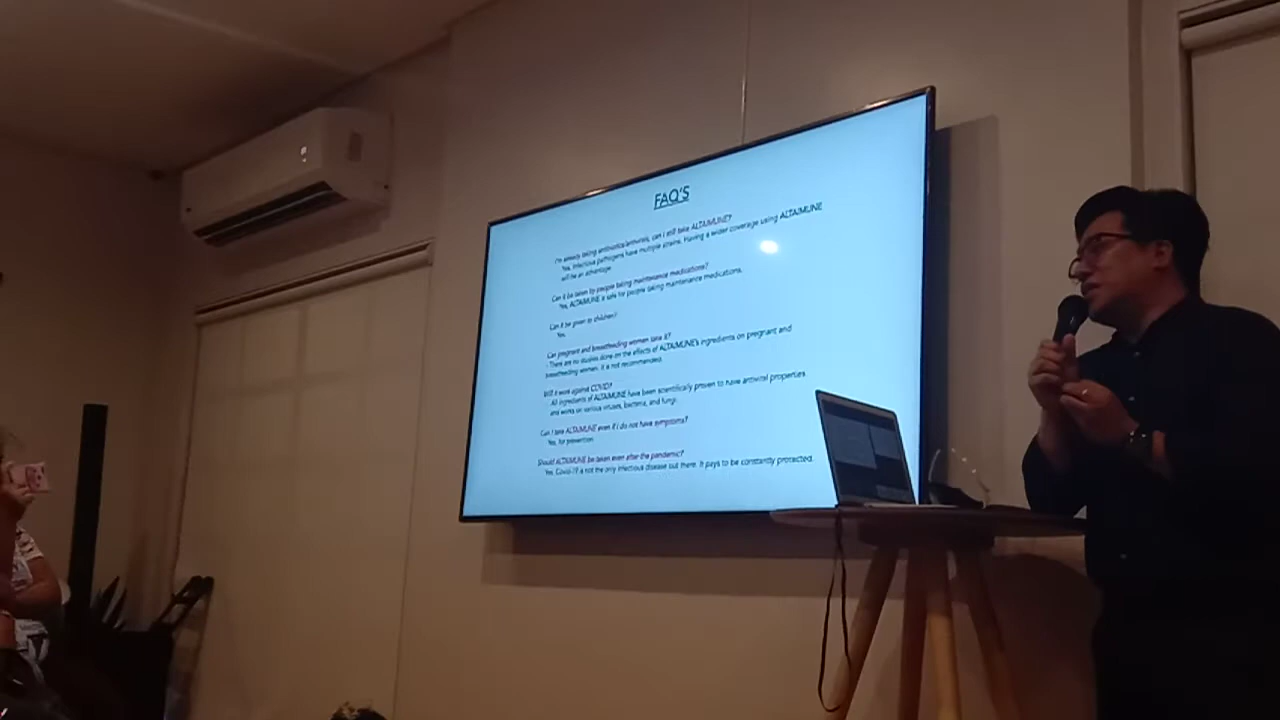 FAQ'S
I'm already taking antibiotics/antivirals, can I still take ALTAIMUNE?
Yes. Infectious pathogens have multiple strains. Having a wider coverage using ALTAIMUNE
will be an advantage
Can it be taken by people taking maintenance medications?
Yes, ALTAIMUNE is safe for people taking maintenance medications.
Can it be given to children?
Yes.
Can pregnant and breastfeeding women take it?
- There are no studies done on the effects of ALTAIMUNE's ingredients on pregnant and
breastfeeding women. It is not recommended.
Will it work against COVID?
All ingredients of ALTAIMUNE have been scientifically proven to have antiviral properties
and works on various viruses, bacteria, and fungi.
Can I take ALTAIMUNE even if I do not have symptoms?
Yes, for prevention.
Should ALTAIMUNE be taken even after the pandemic?
Yes, Covid-19 is not the only infectious disease out there. It pays to be constantly protected.